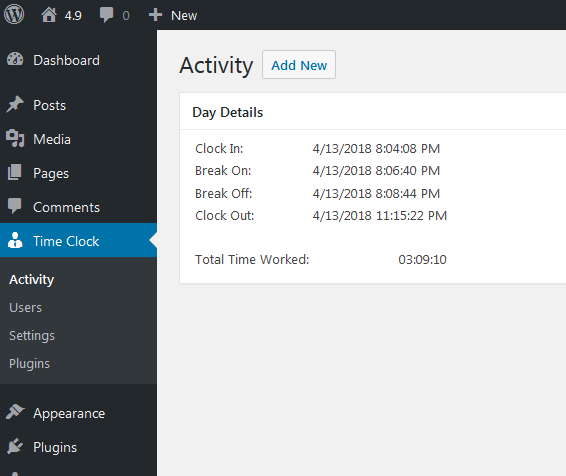 4.9 0 New
Dashboard
Posts
Media
Pages
Comments
Time Clock
Activity
Users
Settings
Plugins
Appearance
Plugins
Activity Add New
Day Details
Clock In: 4/13/2018 8:04:08 PM
Break On: 4/13/2018 8:06:40 PM
Break Off: 4/13/2018 8:08:44 PM
Clock Out: 4/13/2018 11:15:22 PM
Total Time Worked: 03:09:10